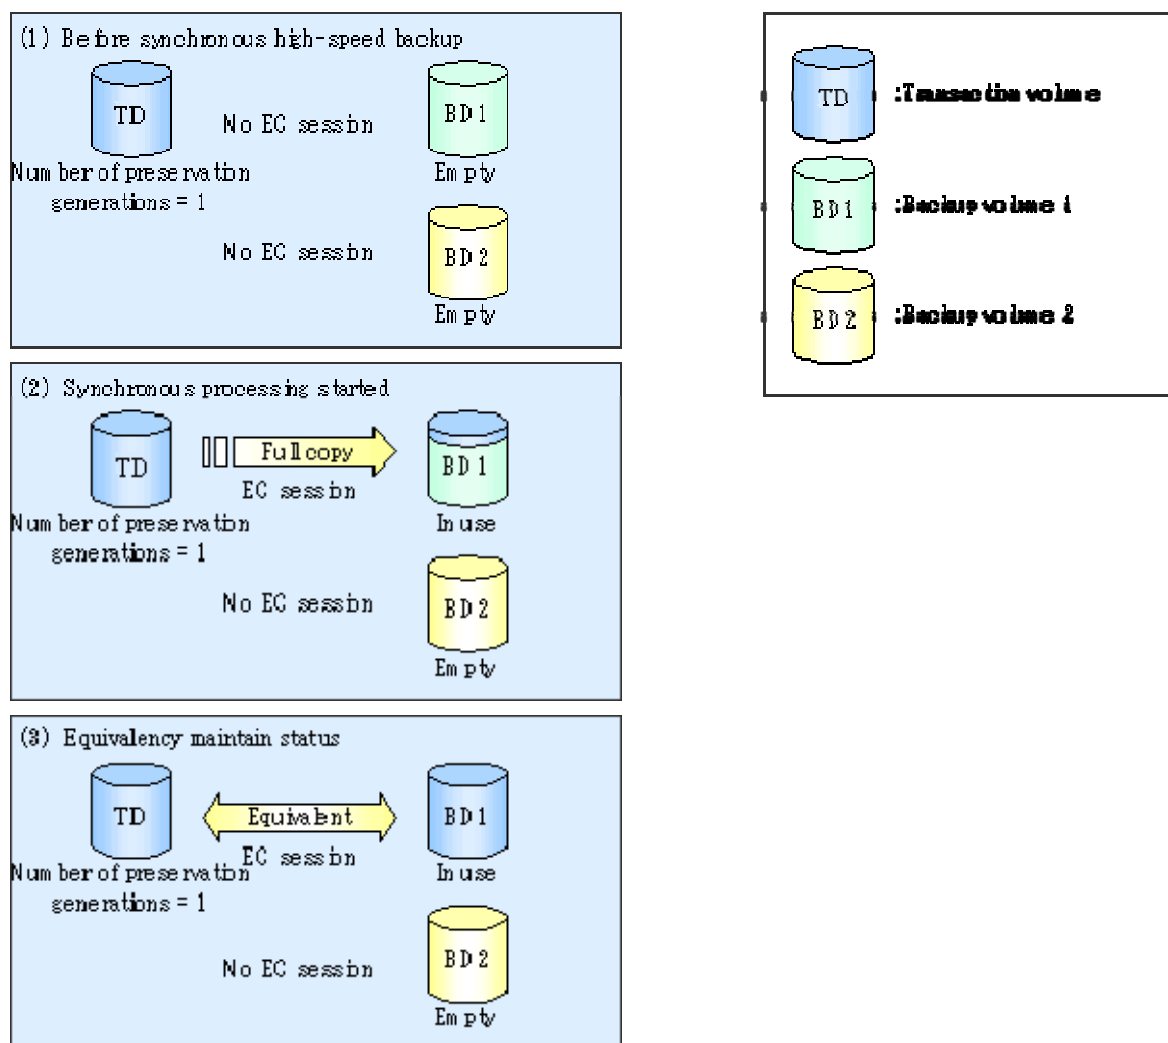 (1) Before synchronous high-speed backup
TD
No EC session
BD1
Number of preservation
generations = 1
Empty
No EC session
BD2
Empty
(2) Synchronous processing started
TD
Full copy
EC session
BD1
Number of preservation
generations = 1
In use
No EC session
BD2
Empty
(3) Equivalency maintain status
TD
Equivalent
EC session
BD1
Number of preservation
generations = 1
In use
No EC session
BD2
Empty
TD :Transaction volume
BD1 :Backup volume 1
BD2 :Backup volume 2